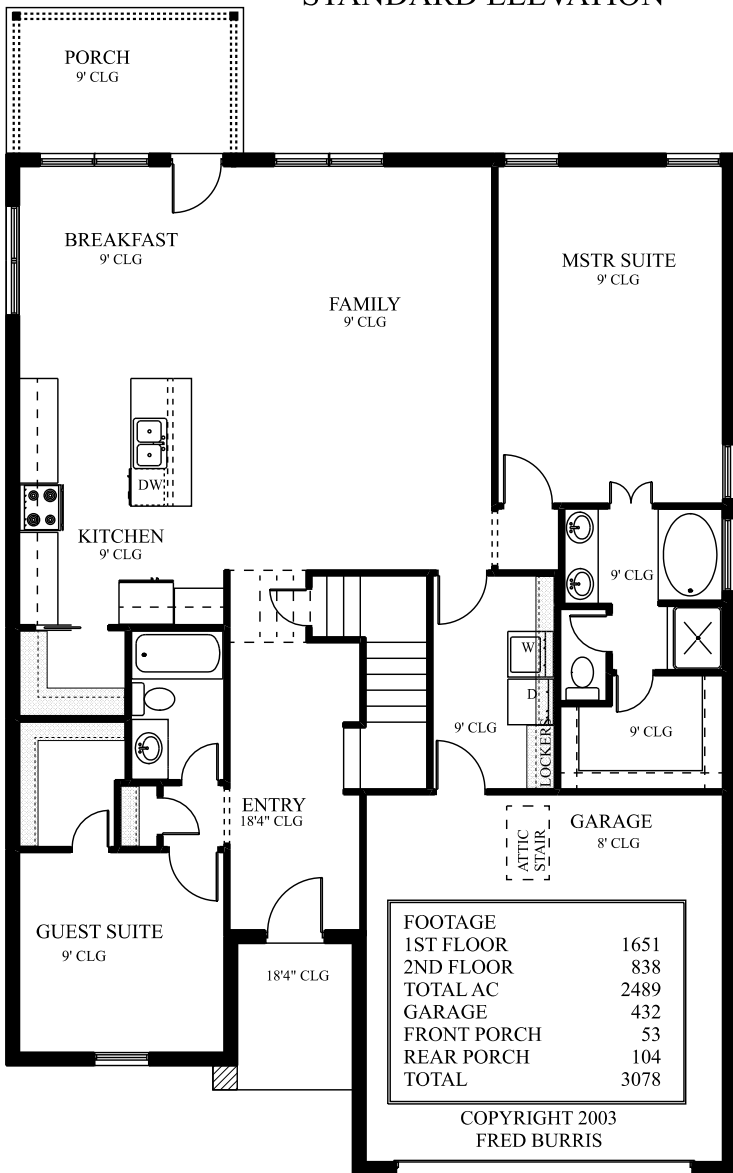 STANDARD ELEVATION
PORCH
9' CLG
BREAKFAST
9' CLG
MSTR SUITE
9' CLG
FAMILY
9' CLG
DW
KITCHEN
9' CLG
9' CLG
W
D
9' CLG
LOCKERS
9' CLG
ENTRY
18'4" CLG
ATTIC
STAIR
GARAGE
8' CLG
GUEST SUITE
9' CLG
18'4" CLG
FOOTAGE
1ST FLOOR 1651
2ND FLOOR 838
TOTAL AC 2489
GARAGE 432
FRONT PORCH 53
REAR PORCH 104
TOTAL 3078
COPYRIGHT 2003
FRED BURRIS